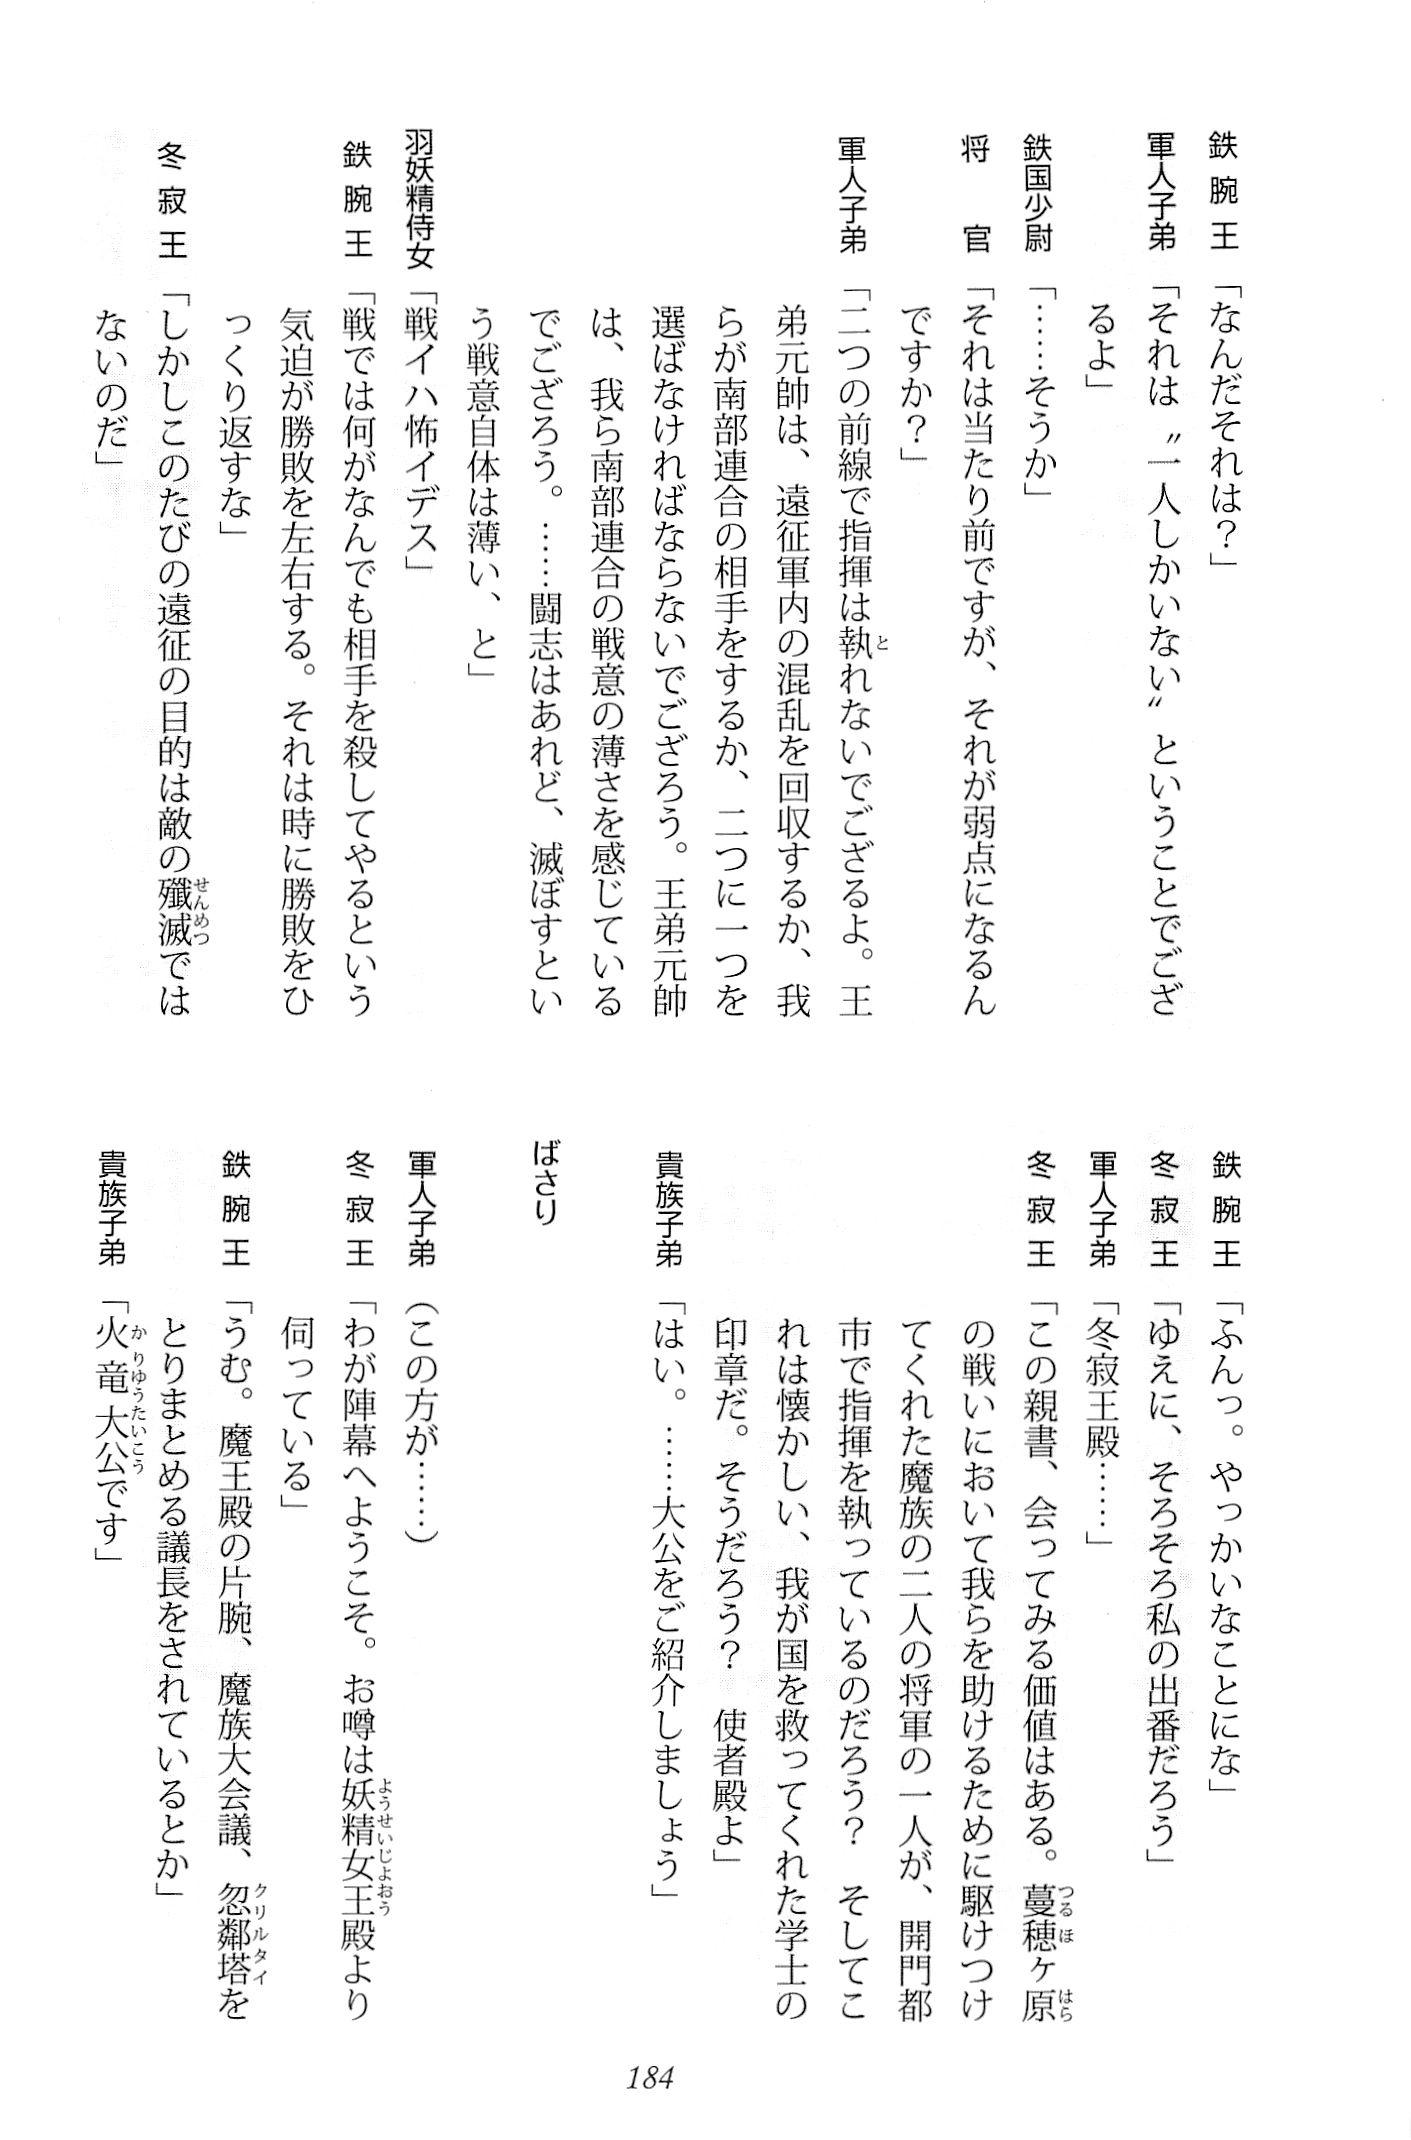 鉄腕王「なんだそれは？」
軍人子弟「それは〝一人しかいない〟ということでござ
るよ」
鉄国少尉「……そうか」
将官「それは当たり前ですが、それが弱点になるん
ですか？」
軍人子弟「二つの前線で指揮は執れないでござるよ。王
弟元帥は、遠征軍内の混乱を回収するか、我
らが南部連合の相手をするか、二つに一つを
選ばなければならないでござろう。王弟元帥
は、我ら南部連合の戦意の薄さを感じている
でござろう。……闘志はあれど、滅ぼすとい
う戦意自体は薄い、と」
羽妖精侍女「戦イハ怖イデス」
鉄腕王「戦では何がなんでも相手を殺してやるという
気迫が勝敗を左右する。それは時に勝敗をひ
っくり返すな」
冬寂王「しかしこのたびの遠征の目的は敵の殲滅では
ないのだ」
鉄腕王「ふんっ。やっかいなことにな」
冬寂王「ゆえに、そろそろ私の出番だろう」
軍人子弟「冬寂王殿……」
冬寂王「この親書、会ってみる価値はある。蔓穂ヶ原
の戦いにおいて我らを助けるために駆けつけ
てくれた魔族の二人の将軍の一人が、開門都
市で指揮を執っているのだろう？　そしてこ
れは懐かしい、我が国を救ってくれた学士の
印章だ。そうだろう？　使者殿よ」
貴族子弟「はい。……大公をご紹介しましょう」
ばさり
軍人子弟（この方が……）
冬寂王「わが陣幕へようこそ。お噂は妖精女王殿より
伺っている」
鉄腕王「うむ。魔王殿の片腕、魔族大会議、忽鄰塔を
とりまとめる議長をされているとか」
貴族子弟「火竜大公です」
184